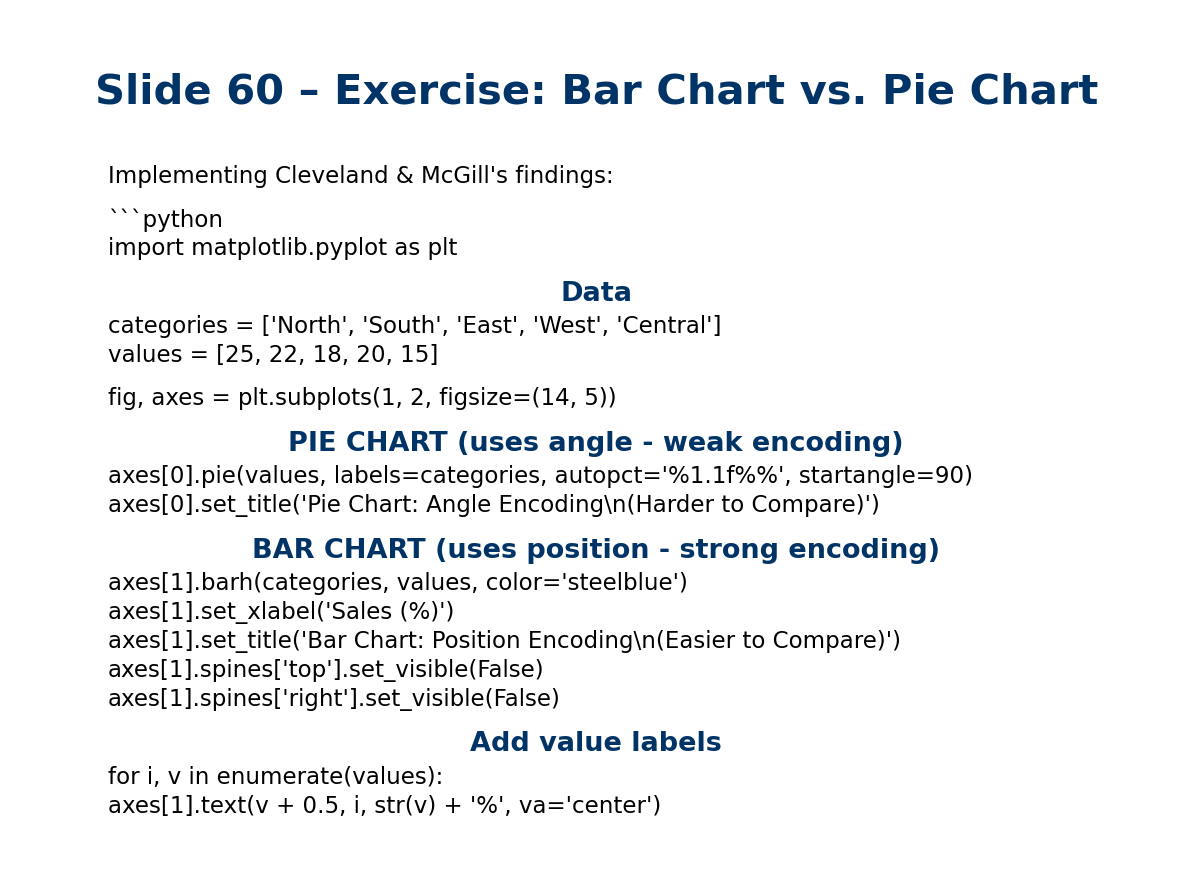 Slide 60 – Exercise: Bar Chart vs. Pie Chart
Implementing Cleveland & McGill's findings:
```python
import matplotlib.pyplot as plt
Data
categories = ['North', 'South', 'East', 'West', 'Central']
values = [25, 22, 18, 20, 15]
fig, axes = plt.subplots(1, 2, figsize=(14, 5))
PIE CHART (uses angle - weak encoding)
axes[0].pie(values, labels=categories, autopct='%1.1f%%', startangle=90)
axes[0].set_title('Pie Chart: Angle Encoding\n(Harder to Compare)')
BAR CHART (uses position - strong encoding)
axes[1].barh(categories, values, color='steelblue')
axes[1].set_xlabel('Sales (%)')
axes[1].set_title('Bar Chart: Position Encoding\n(Easier to Compare)')
axes[1].spines['top'].set_visible(False)
axes[1].spines['right'].set_visible(False)
Add value labels
for i, v in enumerate(values):
axes[1].text(v + 0.5, i, str(v) + '%', va='center')